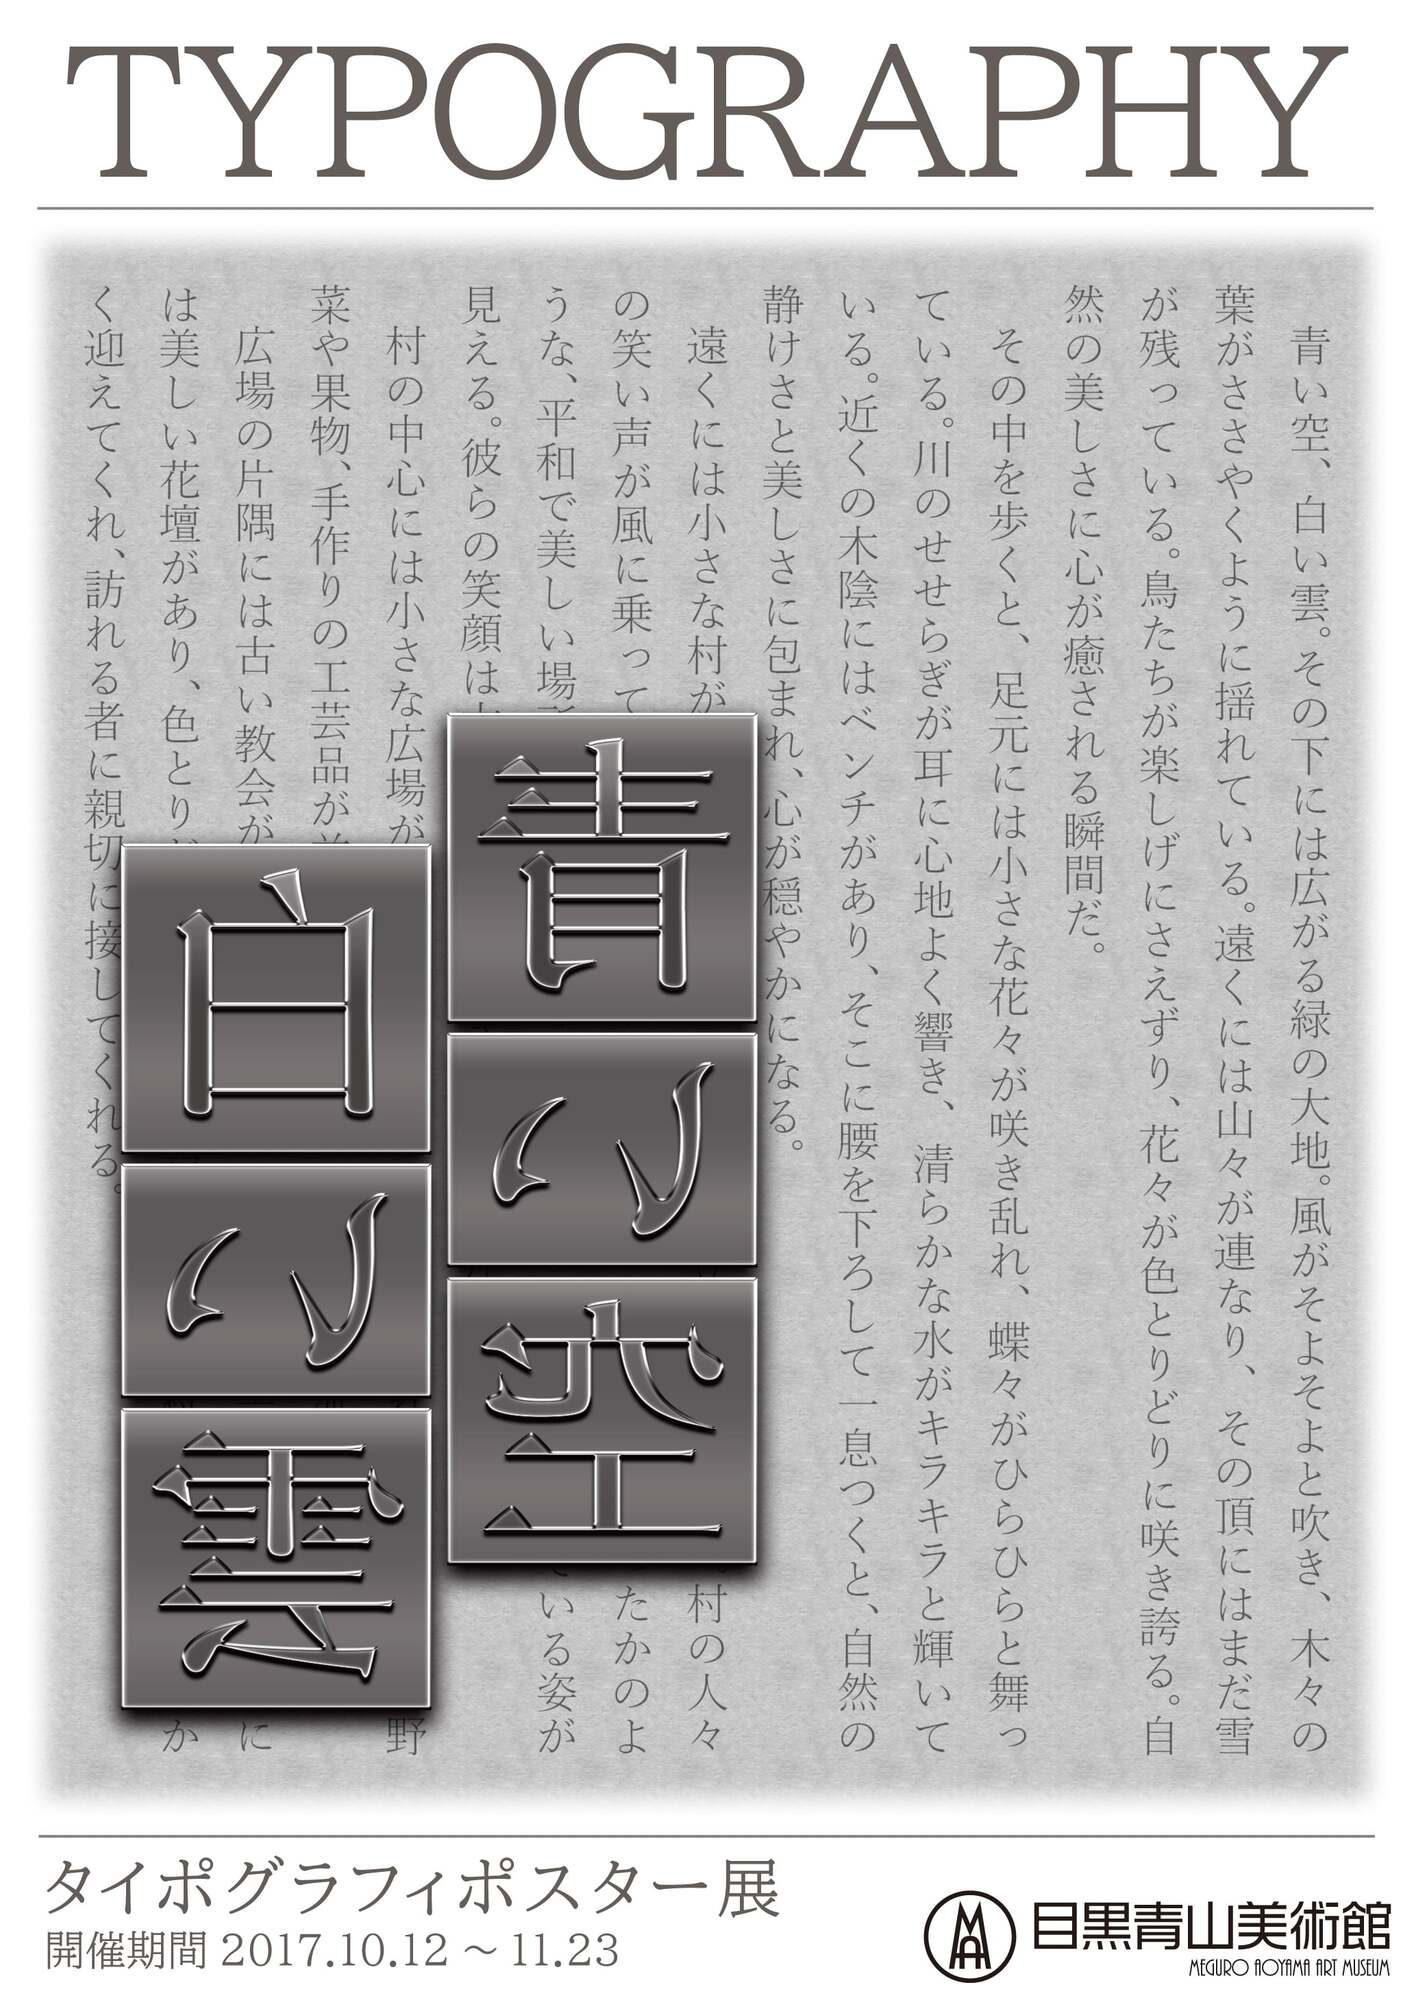 TYPOGRAPHY
　青い空、白い雲。その下には広がる緑の大地。風がそよそよと吹き、木々の
葉がささやくように揺れている。遠くには山々が連なり、その頂にはまだ雪
が残っている。鳥たちが楽しげにさえずり、花々が色とりどりに咲き誇る。自
然の美しさに心が癒される瞬間だ。
　その中を歩くと、足元には小さな花々が咲き乱れ、蝶々がひらひらと舞っ
ている。川のせせらぎが耳に心地よく響き、清らかな水がキラキラと輝いて
いる。近くの木陰にはベンチがあり、そこに腰を下ろして一息つくと、自然の
静けさと美しさに包まれ、心が穏やかになる。
　遠くには小さな村が
村の人々
の笑い声が風に乗って
たかのよ
うな、平和で美しい場
いる姿が
見える。彼らの笑顔は
　村の中心には小さな広場が
野
菜や果物、手作りの工芸品が
　広場の片隅には古い教会が
に
は美しい花壇があり、色とり
か
く迎えてくれ、訪れる者に親切に接してくれる。
青い空
白い雲
タイポグラフィポスター展
開催期間 2017.10.12 ～ 11.23
MAA
目黒青山美術館
MEGURO AOYAMA ART MUSEUM